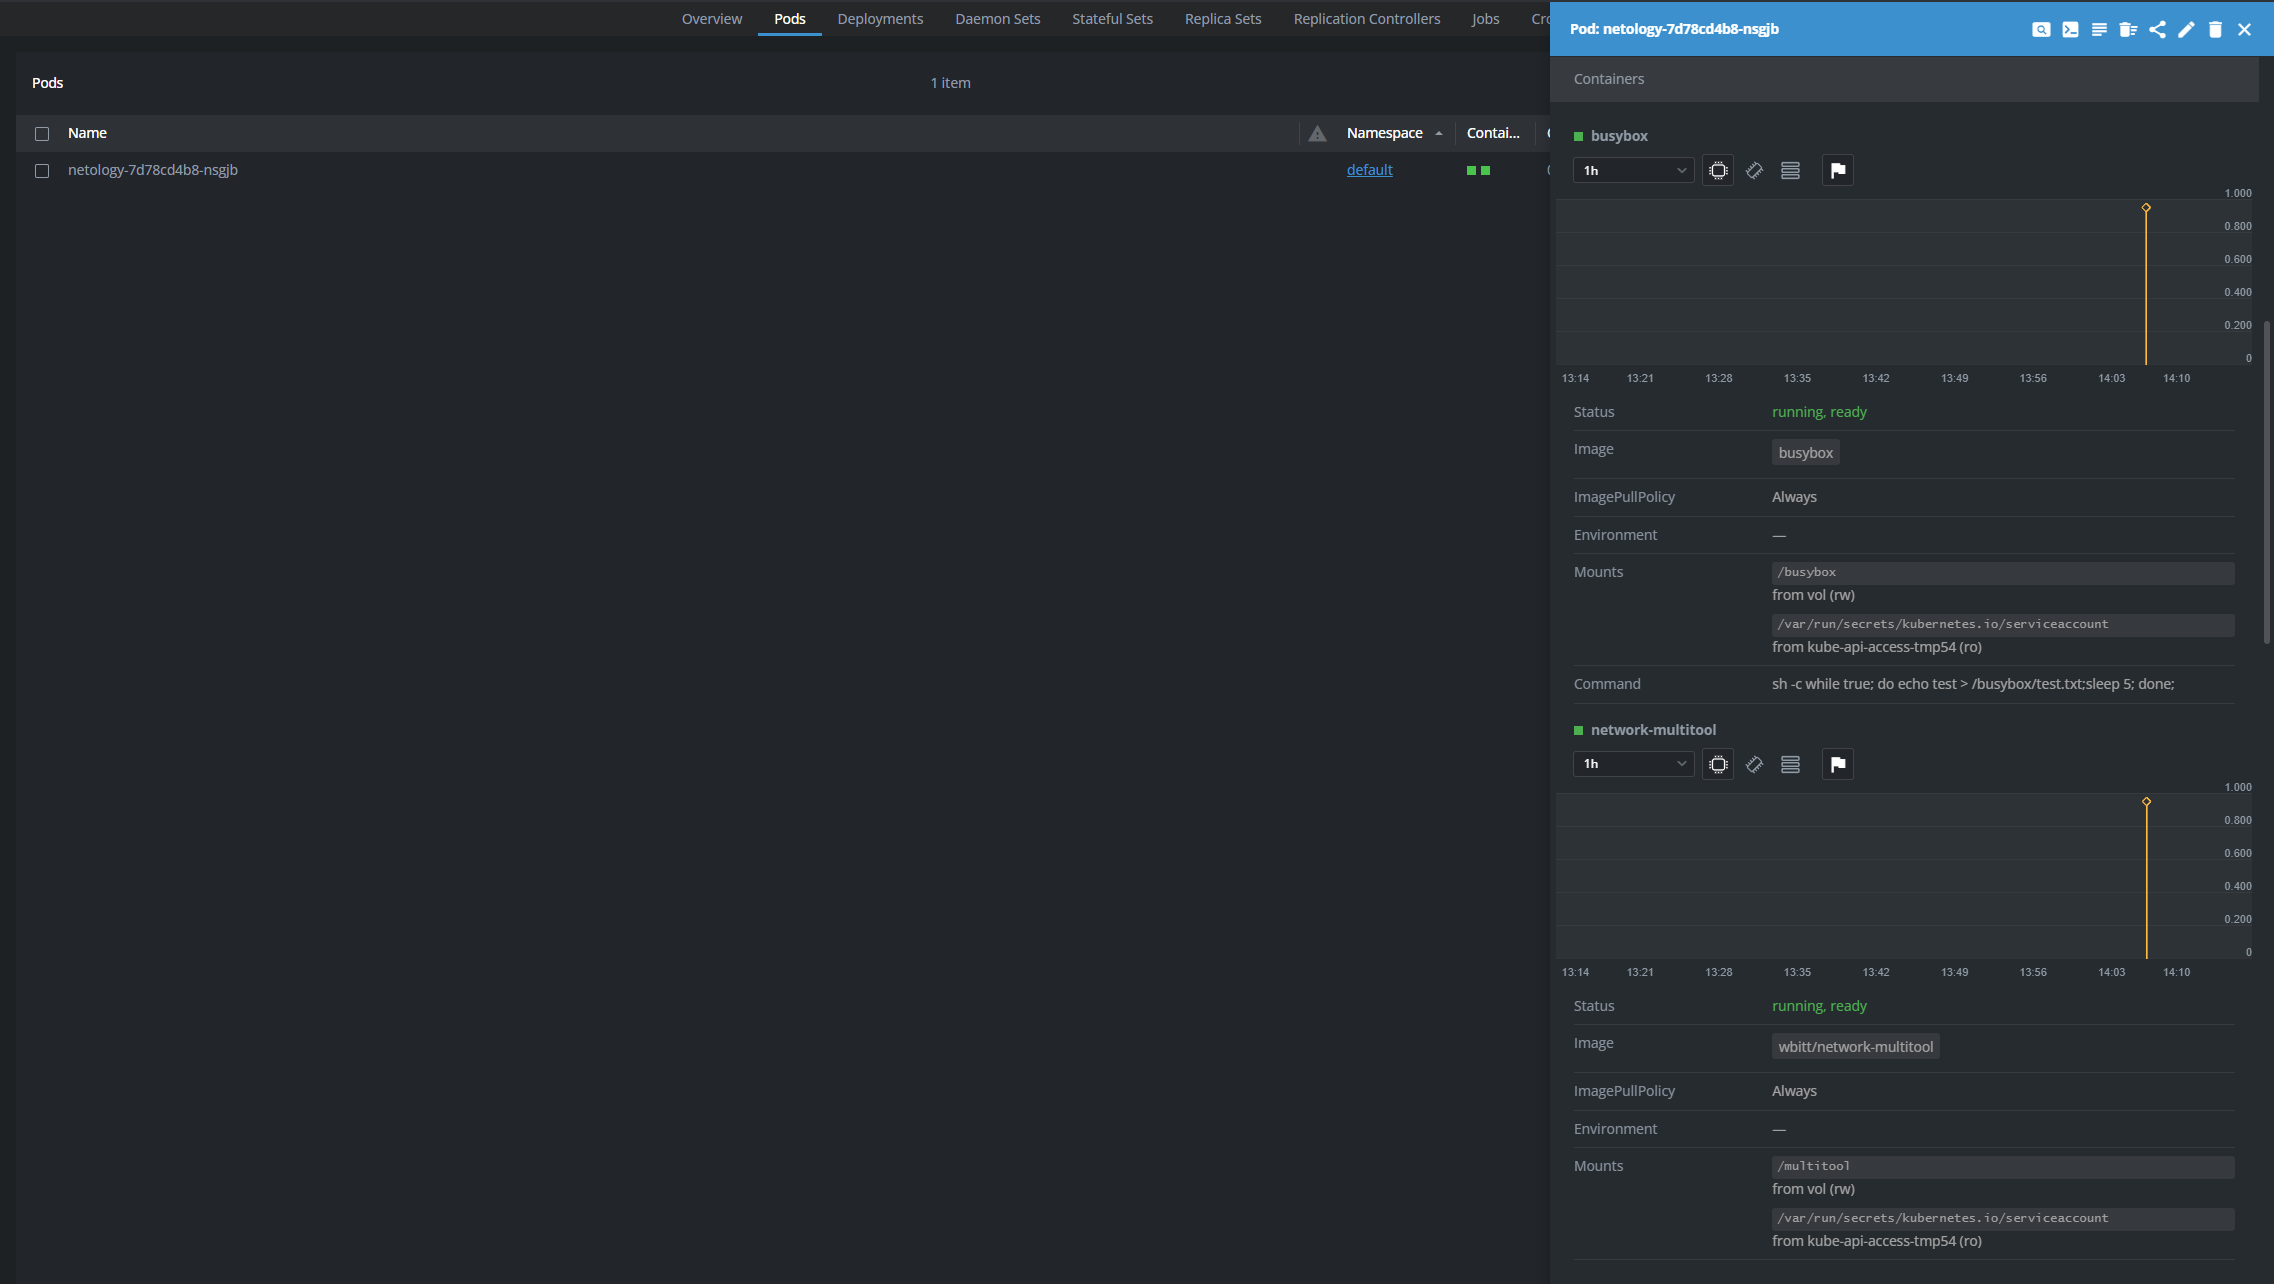 Overview Pods Deployments Daemon Sets Stateful Sets Replica Sets Replication Controllers Jobs
Pods 1 item
Name Namespace Contai...
netology-7d78cd4b8-nsgjb default
Pod: netology-7d78cd4b8-nsgjb
Containers
busybox
1h
1.000
0.800
0.600
0.400
0.200
0
13:14 13:21 13:28 13:35 13:42 13:49 13:56 14:03 14:10
Status running, ready
Image busybox
ImagePullPolicy Always
Environment —
Mounts /busybox
from vol (rw)
/var/run/secrets/kubernetes.io/serviceaccount
from kube-api-access-tmp54 (ro)
Command sh -c while true; do echo test > /busybox/test.txt;sleep 5; done;
network-multitool
1h
1.000
0.800
0.600
0.400
0.200
0
13:14 13:21 13:28 13:35 13:42 13:49 13:56 14:03 14:10
Status running, ready
Image wbitt/network-multitool
ImagePullPolicy Always
Environment —
Mounts /multitool
from vol (rw)
/var/run/secrets/kubernetes.io/serviceaccount
from kube-api-access-tmp54 (ro)